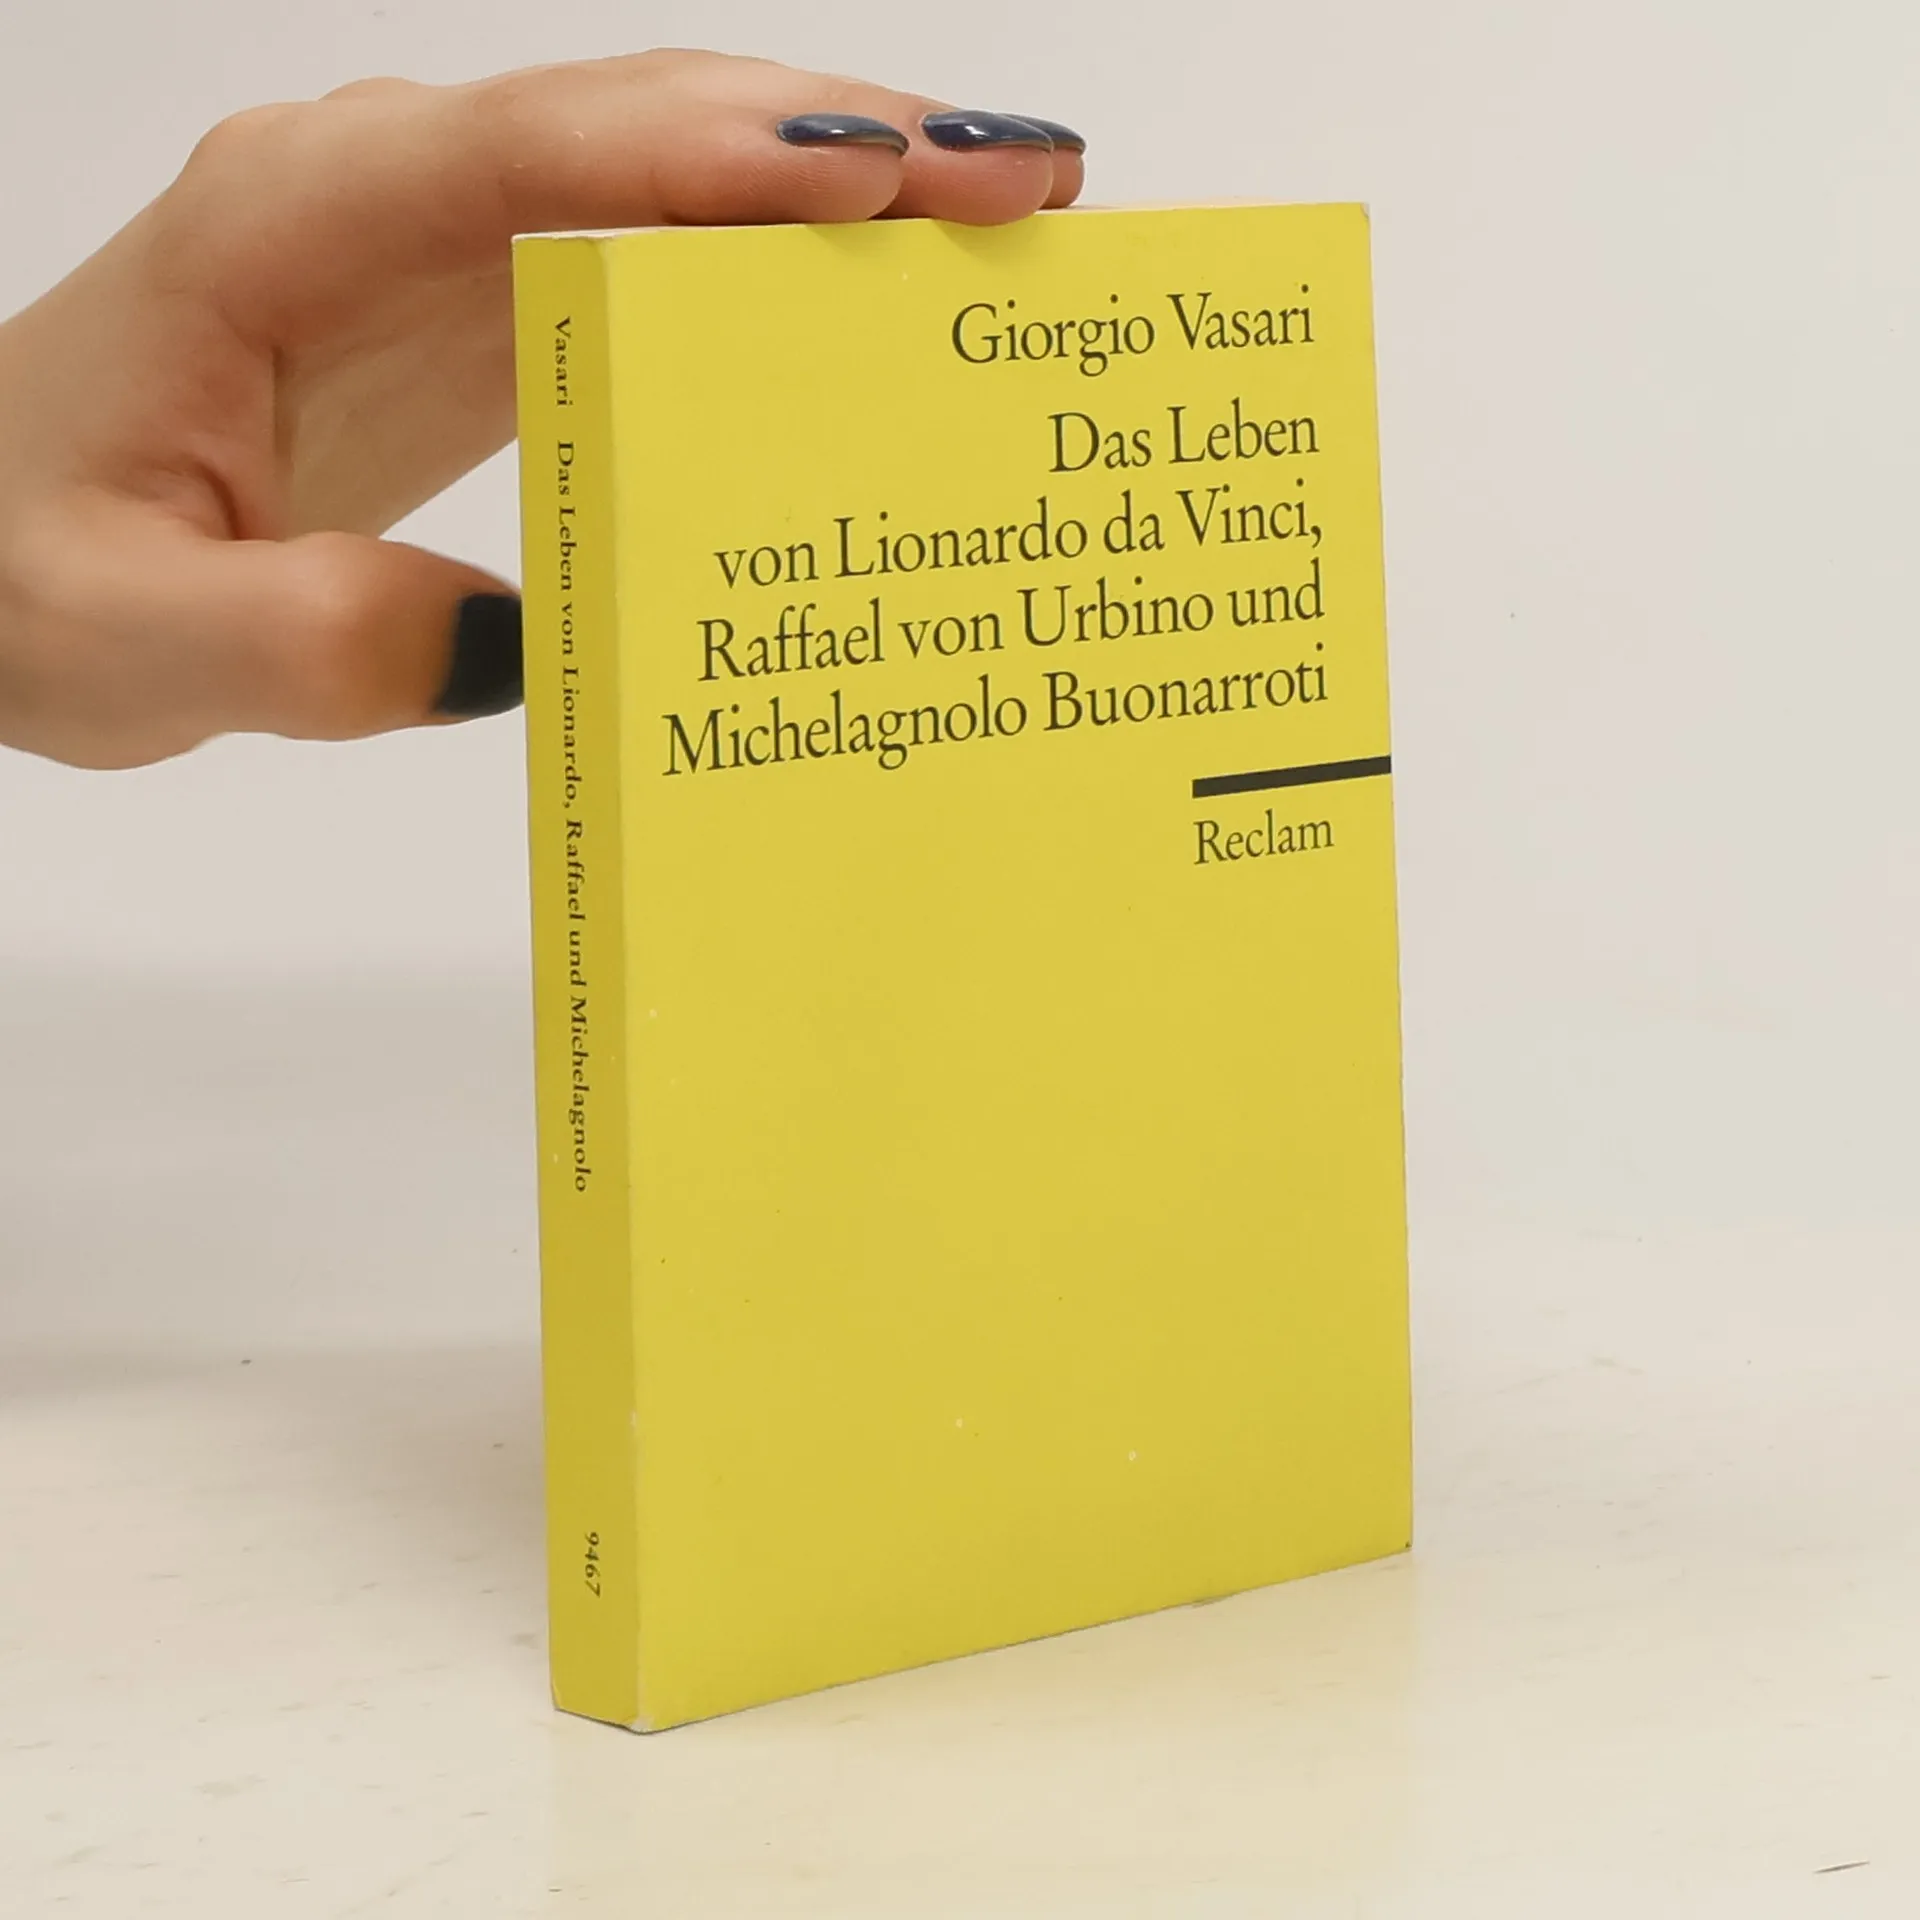 Giorgio Vasari
Das Leben
von Lionardo da Vinci,
Raffael von Urbino und
Michelagnolo Buonarroti
Reclam
Vasari Das Leben von Lionardo, Raffael und Michelagnolo
9467